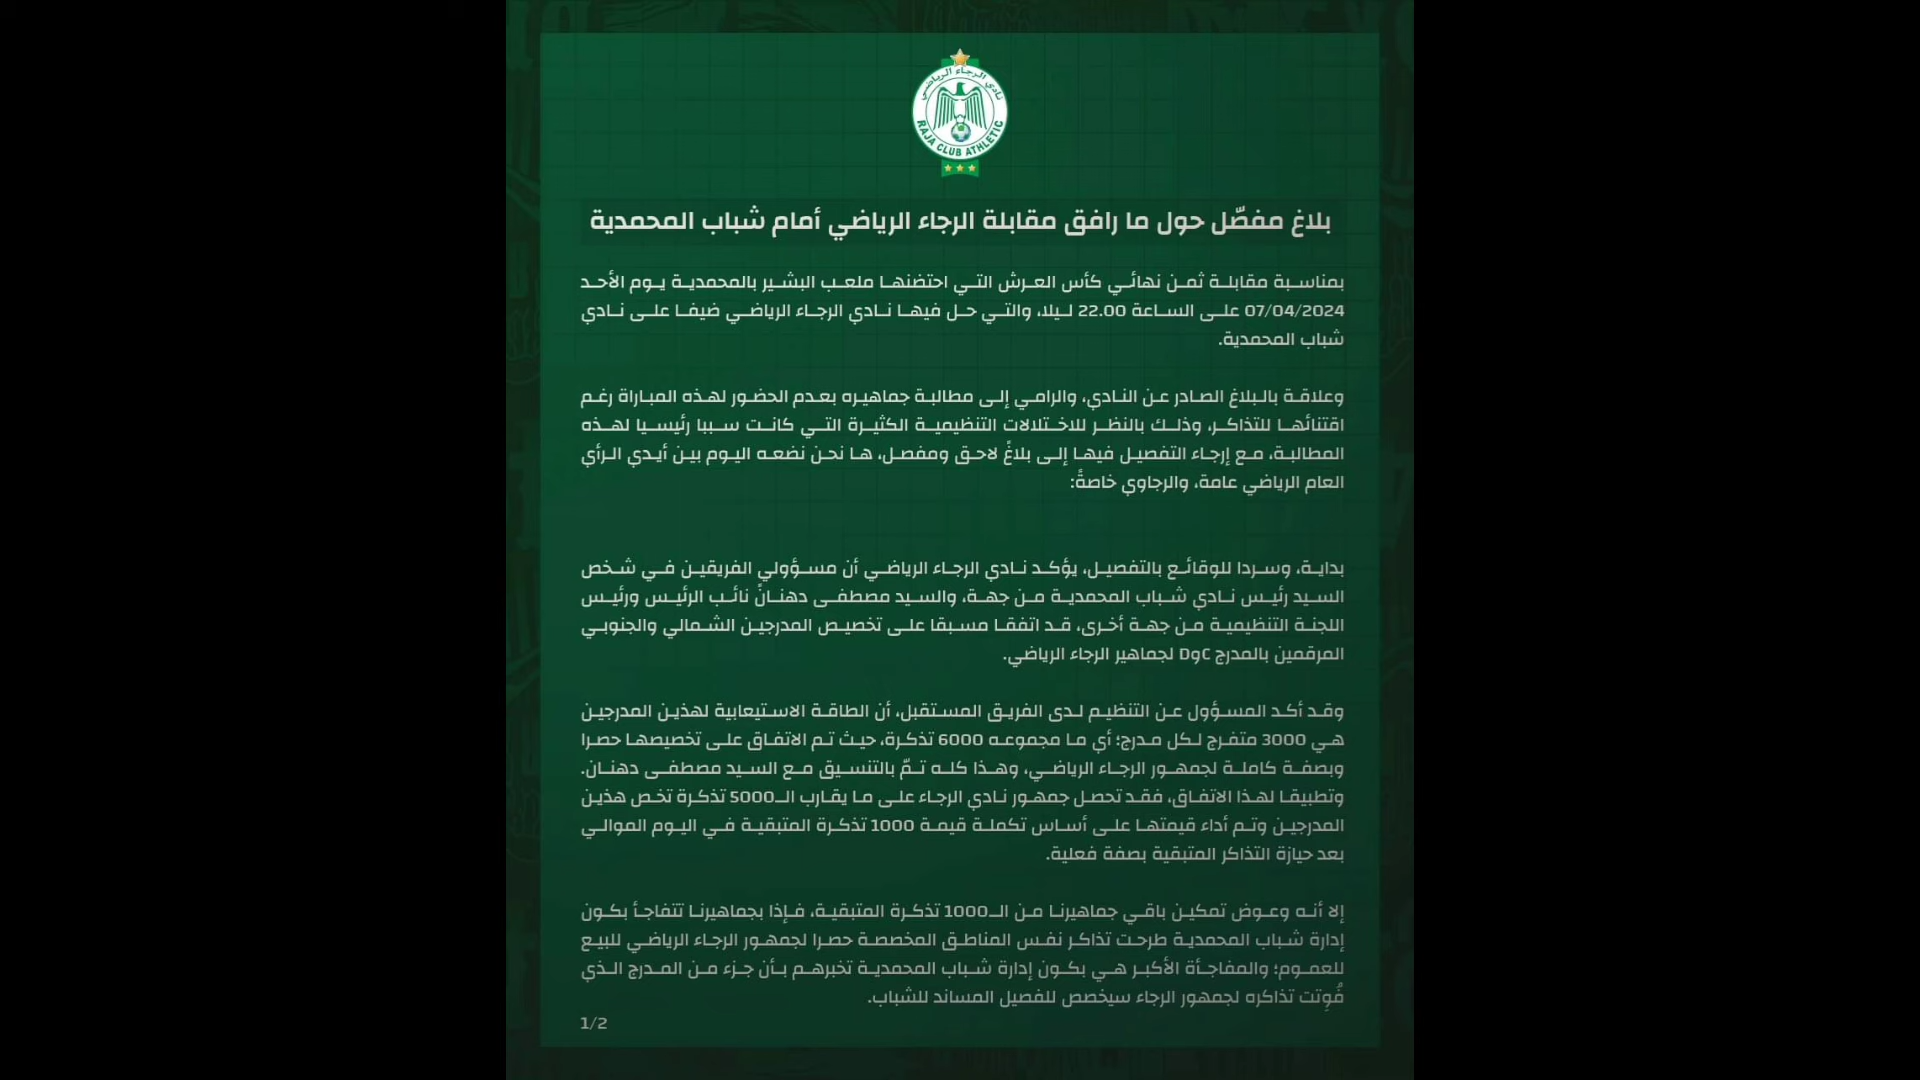 نادي الرجاء الرياضي
RAJA CLUB ATHLETIC
بلاغ مفصّل حول ما رافق مقابلة الرجاء الرياضي أمام شباب المحمدية
بمناسبة مقابلة ثمن نهائي كأس العرش التي احتضنها ملعب البشير بالمحمدية يوم الأحد
07/04/2024 على الساعة 22.00 ليلا، والتي حل فيها نادي الرجاء الرياضي ضيفا على نادي
شباب المحمدية.
وعلاقة بالبلاغ الصادر عن النادي، والرامي إلى مطالبة جماهيره بعدم الحضور لهذه المباراة رغم
اقتنائها للتذاكر، وذلك بالنظر للاختلالات التنظيمية الكثيرة التي كانت سببا رئيسيا لهذه
المطالبة، مع إرجاء التفصيل فيها إلى بلاغً لاحق ومفصل، ها نحن نضعه اليوم بين أيدي الرأي
العام الرياضي عامة، والرجاوي خاصةً:
بداية، وسردا للوقائع بالتفصيل، يؤكد نادي الرجاء الرياضي أن مسؤولي الفريقين في شخص
السيد رئيس نادي شباب المحمدية من جهة، والسيد مصطفى دهنانً نائب الرئيس ورئيس
اللجنة التنظيمية من جهة أخرى، قد اتفقا مسبقا على تخصيص المدرجين الشمالي والجنوبي
المرقمين بالمدرج CوD لجماهير الرجاء الرياضي.
وقد أكد المسؤول عن التنظيم لدى الفريق المستقبل، أن الطاقة الاستيعابية لهذين المدرجين
هي 3000 متفرج لكل مدرج؛ أي ما مجموعه 6000 تذكرة، حيث تم الاتفاق على تخصيصها حصرا
وبصفة كاملة لجمهور الرجاء الرياضي، وهذا كله تمّ بالتنسيق مع السيد مصطفى دهنان.
وتطبيقا لهذا الاتفاق، فقد تحصل جمهور نادي الرجاء على ما يقارب الـ5000 تذكرة تخص هذين
المدرجين وتم أداء قيمتها على أساس تكملة قيمة 1000 تذكرة المتبقية في اليوم الموالي
بعد حيازة التذاكر المتبقية بصفة فعلية.
إلا أنه وعوض تمكين باقي جماهيرنا من الـ1000 تذكرة المتبقية، فإذا بجماهيرنا تتفاجأ بكون
إدارة شباب المحمدية طرحت تذاكر نفس المناطق المخصصة حصرا لجمهور الرجاء الرياضي للبيع
للعموم؛ والمفاجأة الأكبر هي بكون إدارة شباب المحمدية تخبرهم بأن جزء من المدرج الذي
فُوِتت تذاكره لجمهور الرجاء سيخصص للفصيل المساند للشباب.
1/2